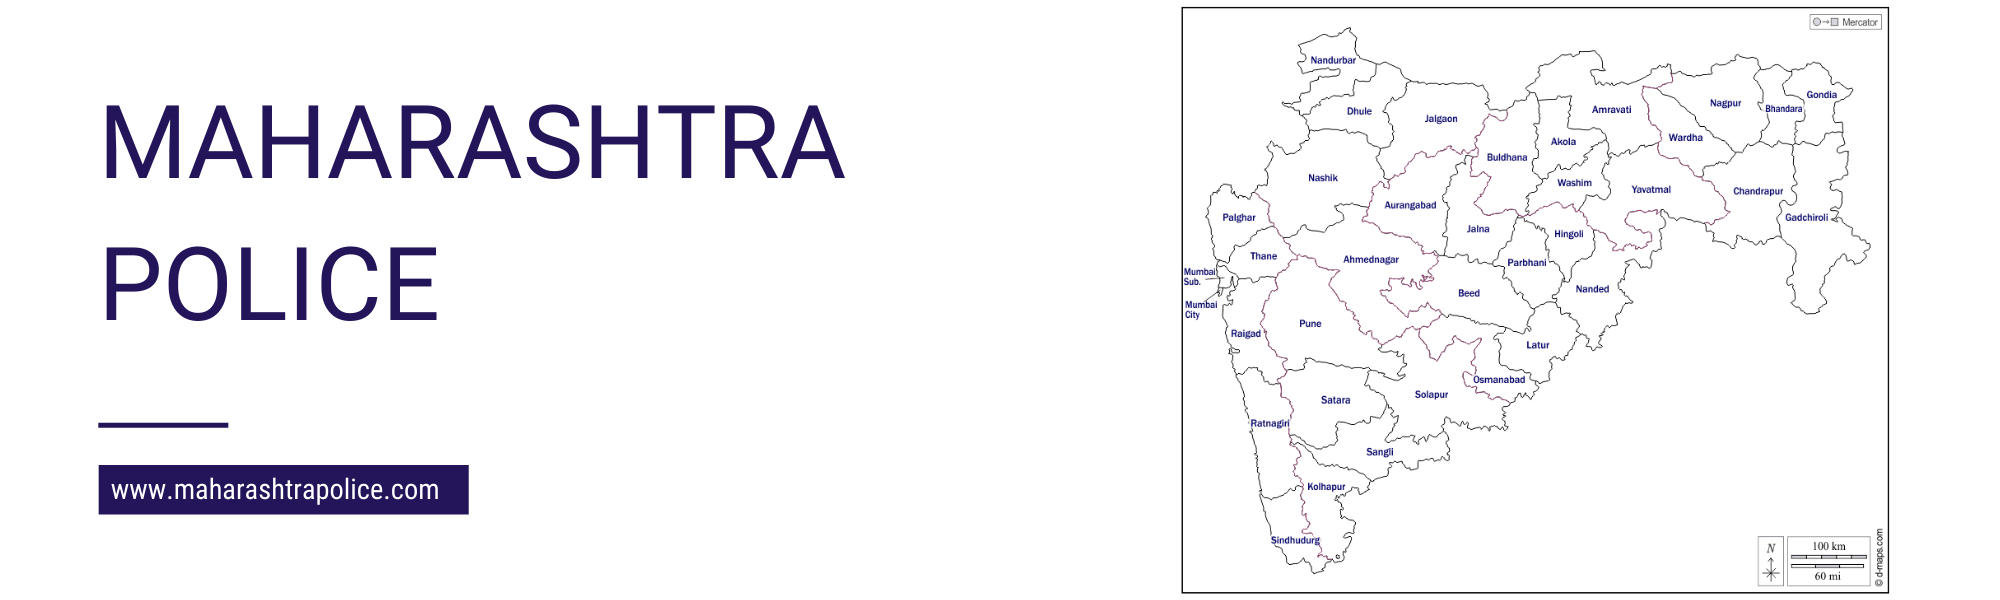 MAHARASHTRA
POLICE
www.maharashtrapolice.com
Mercator
Nandurbar
Dhule
Jalgaon
Buldhana
Akola
Amravati
Nagpur
Bhandara
Gondia
Wardha
Nashik
Aurangabad
Washim
Yavatmal
Chandrapur
Gadchiroli
Palghar
Jalna
Hingoli
Thane
Ahmednagar
Parbhani
Mumbai
Sub.
Beed
Nanded
Mumbai
City
Raigad
Pune
Latur
Osmanabad
Satara
Solapur
Ratnagiri
Sangli
Kolhapur
Sindhudurg
N
100 km
60 mi
© d-maps.com